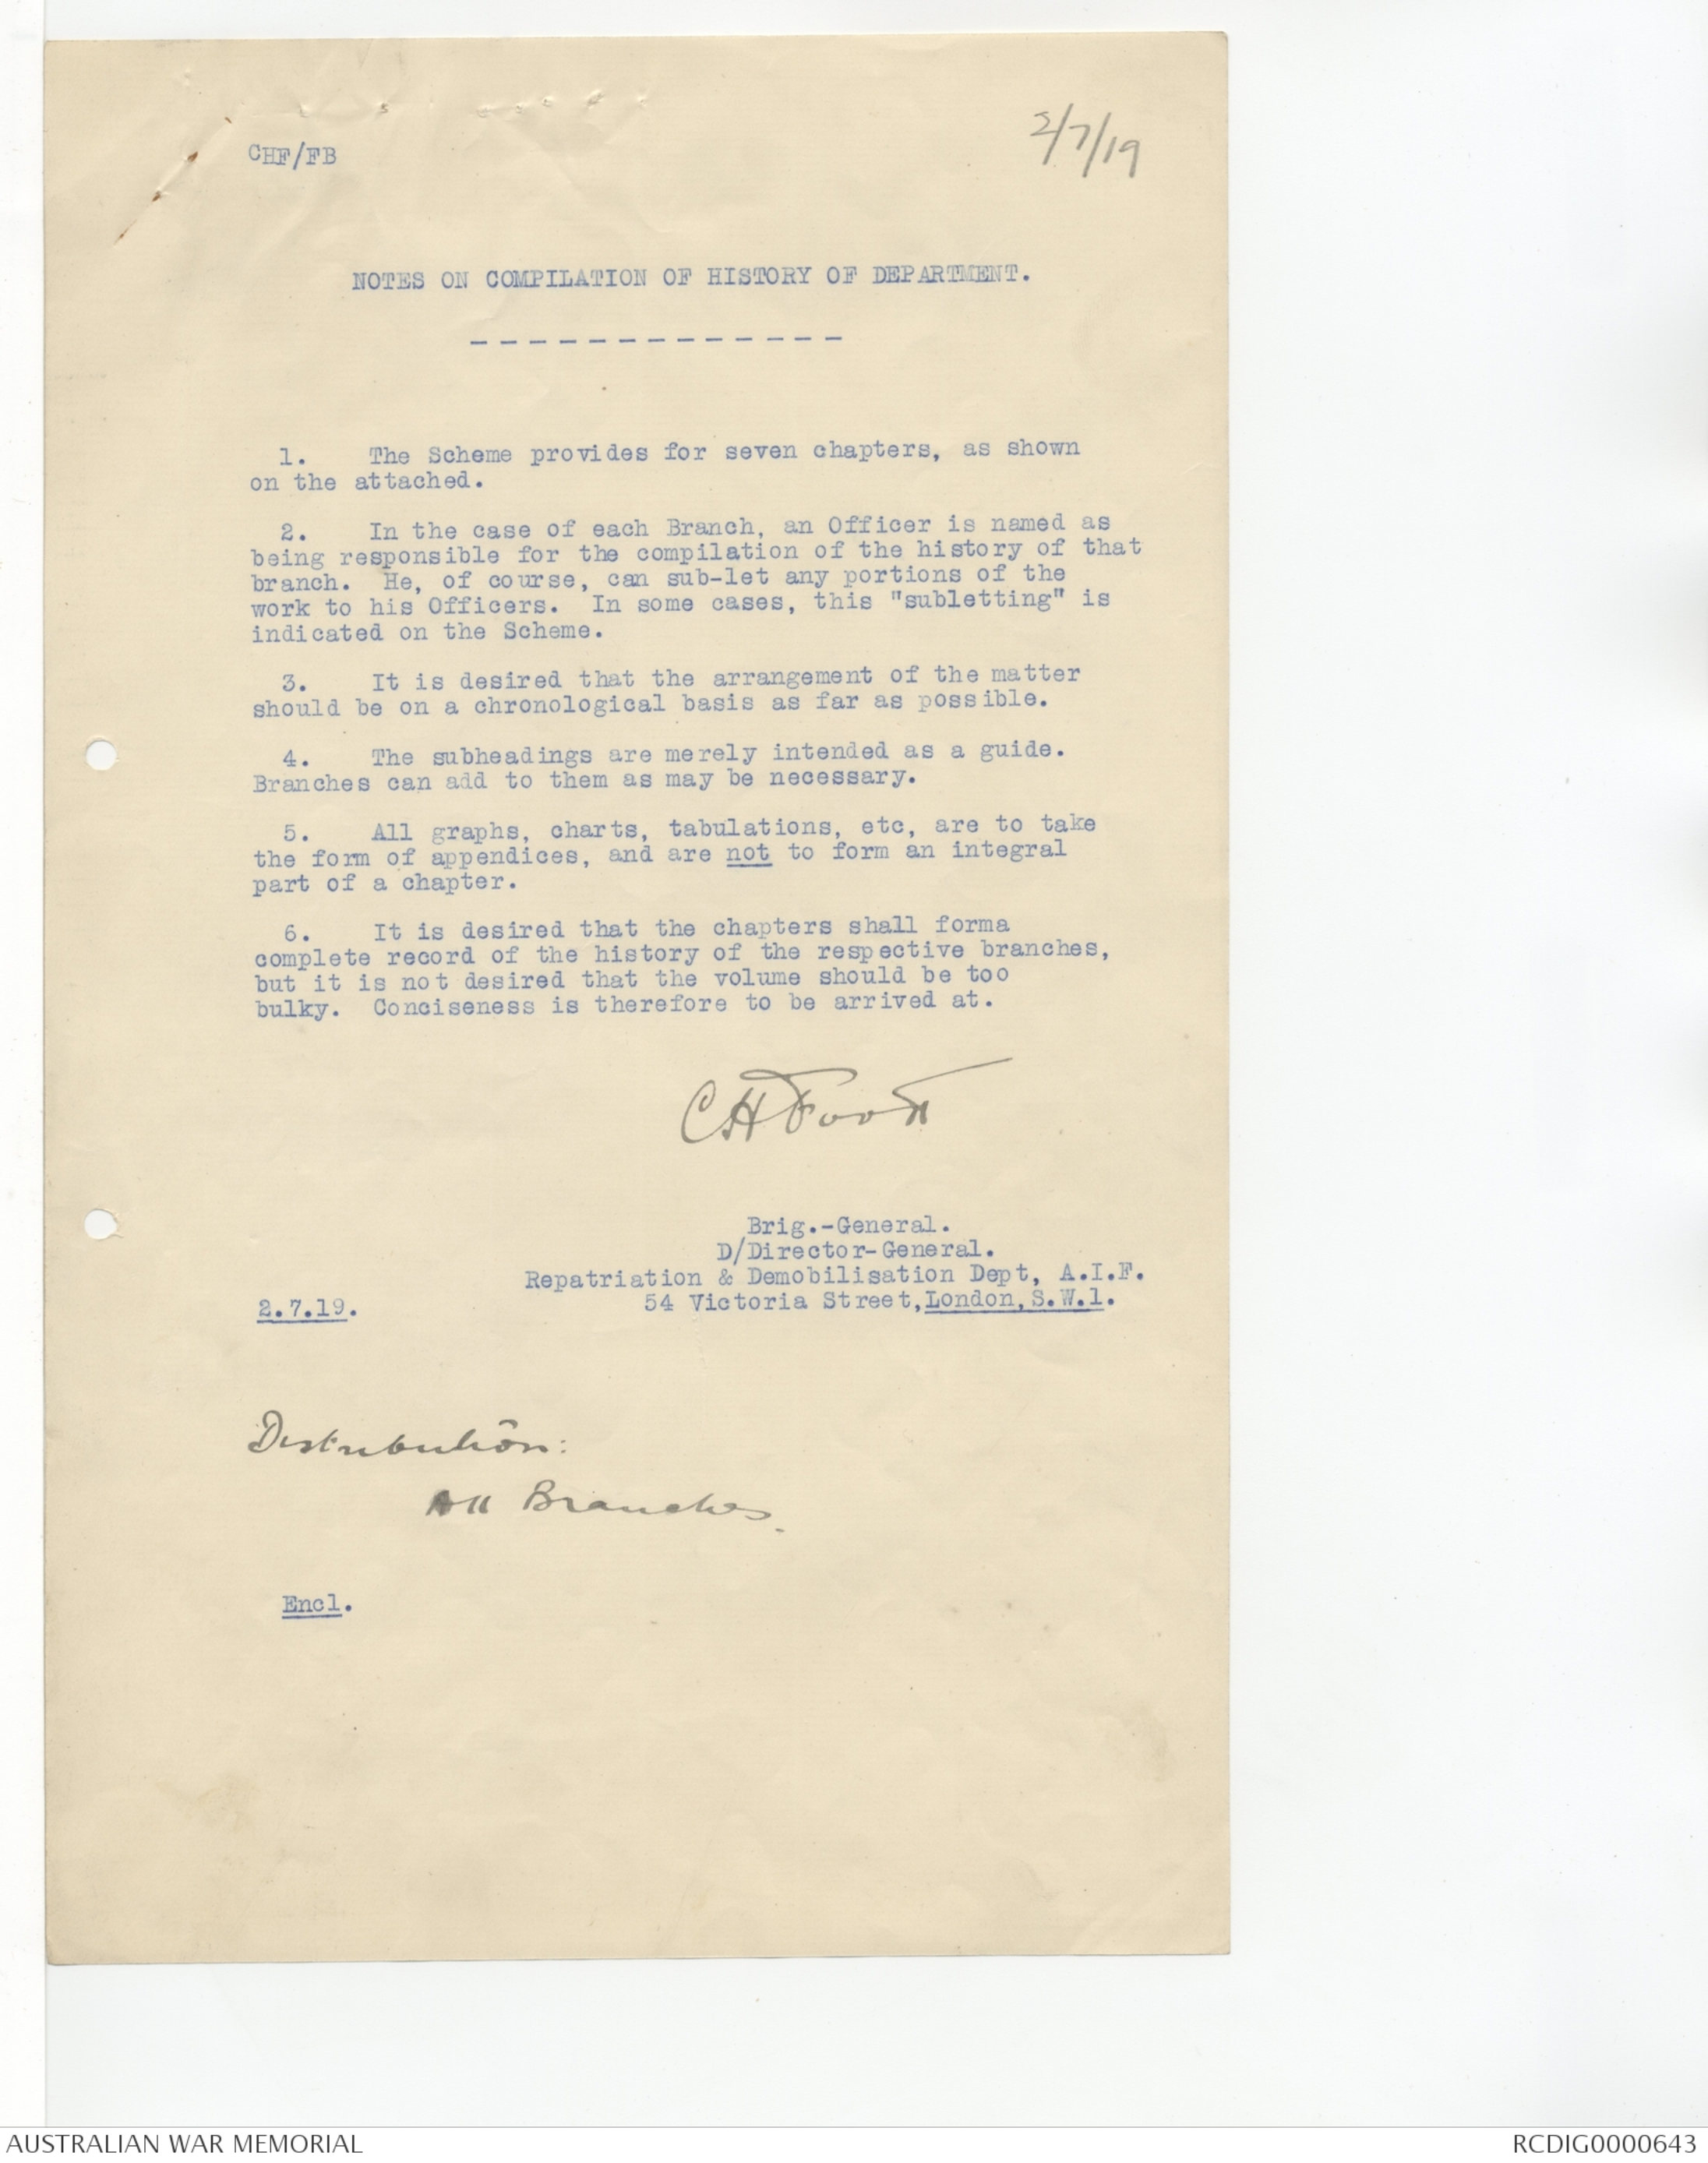 CHF/FB
2/7/19
NOTES ON COMPILATION OF HISTORY OF DEPARTMENT.
- - - - - - - - - - - - -
1. The Scheme provides for seven chapters, as shown
on the attached.
2. In the case of each Branch, an Officer is named as
being responsible for the compilation of the history of that
branch. He, of course, can sub-let any portions of the
work to his Officers. In some cases, this "subletting" is
indicated on the Scheme.
3. It is desired that the arrangement of the matter
should be on a chronological basis as far as possible.
4. The subheadings are merely intended as a guide.
Branches can add to them as may be necessary.
5. All graphs, charts, tabulations, etc, are to take
the form of appendices, and are not to form an integral
part of a chapter.
6. It is desired that the chapters shall forma
complete record of the history of the respective branches,
but it is not desired that the volume should be too
bulky. Conciseness is therefore to be arrived at.
CHFoott
Brig.-General.
D/Director-General.
Repatriation & Demobilisation Dept, A.I.F.
54 Victoria Street,London,S.W.1.
2.7.19.
Distribution:
All Branches.
Encl.
AUSTRALIAN WAR MEMORIAL
RCDIG0000643